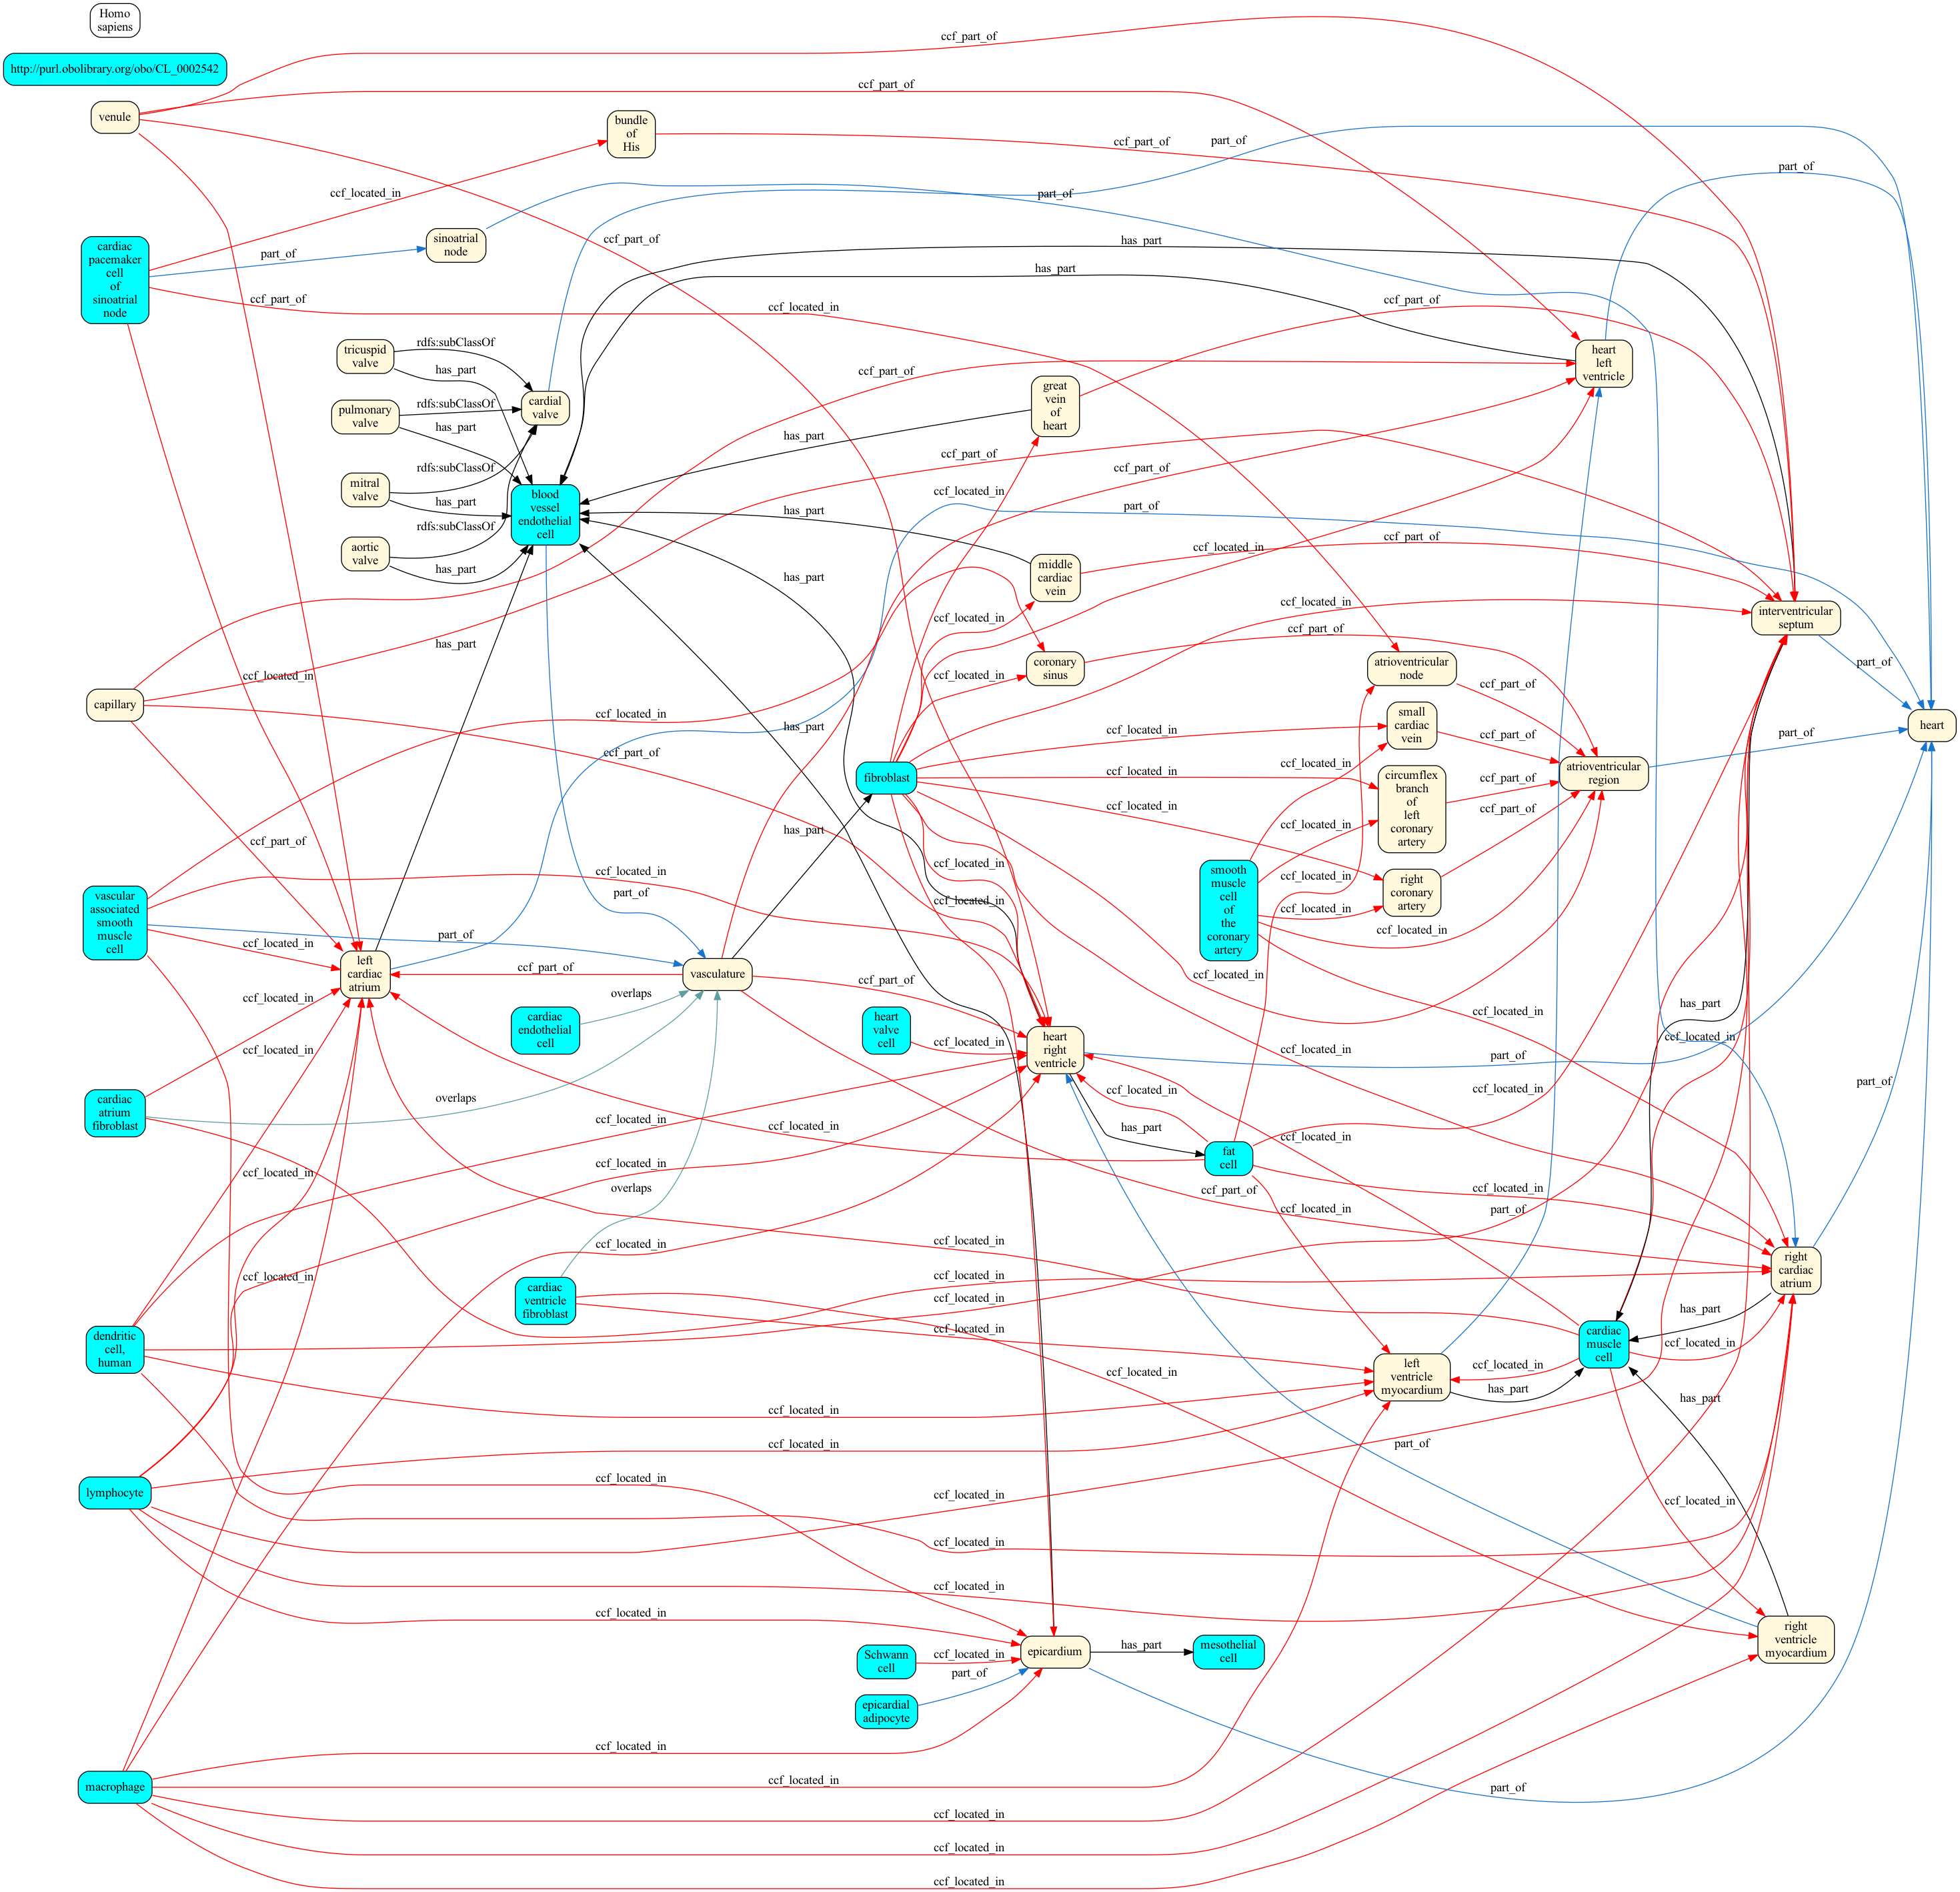 Homo
sapiens
http://purl.obolibrary.org/obo/CL_0002542
ccf_part_of
venule
ccf_part_of
bundle
of
His
ccf_part_of
part_of
part_of
ccf_located_in
part_of
cardiac
pacemaker
cell
of
sinoatrial
node
part_of
sinoatrial
node
ccf_part_of
has_part
has_part
ccf_part_of
ccf_located_in
ccf_part_of
tricuspid
valve
rdfs:subClassOf
has_part
ccf_part_of
heart
left
ventricle
pulmonary
valve
rdfs:subClassOf
has_part
cardial
valve
great
vein
of
heart
has_part
ccf_part_of
ccf_part_of
mitral
valve
rdfs:subClassOf
has_part
blood
vessel
endothelial
cell
ccf_located_in
has_part
part_of
aortic
valve
rdfs:subClassOf
has_part
has_part
middle
cardiac
vein
ccf_located_in
ccf_part_of
ccf_located_in
ccf_located_in
interventricular
septum
has_part
ccf_part_of
part_of
ccf_located_in
coronary
sinus
atrioventricular
node
ccf_part_of
ccf_located_in
capillary
ccf_located_in
has_part
ccf_located_in
small
cardiac
vein
ccf_part_of
heart
part_of
ccf_part_of
fibroblast
ccf_located_in
ccf_located_in
circumflex
branch
of
left
coronary
artery
ccf_part_of
atrioventricular
region
ccf_located_in
ccf_part_of
ccf_located_in
ccf_part_of
has_part
ccf_located_in
ccf_located_in
ccf_located_in
smooth
muscle
cell
of
the
coronary
artery
right
coronary
artery
ccf_located_in
vascular
associated
smooth
muscle
cell
part_of
part_of
ccf_located_in
ccf_located_in
ccf_located_in
left
cardiac
atrium
ccf_part_of
vasculature
ccf_part_of
ccf_located_in
ccf_located_in
overlaps
cardiac
endothelial
cell
heart
valve
cell
ccf_located_in
heart
right
ventricle
has_part
ccf_located_in
ccf_located_in
ccf_located_in
part_of
cardiac
atrium
fibroblast
overlaps
ccf_located_in
ccf_located_in
ccf_located_in
part_of
ccf_located_in
has_part
ccf_located_in
fat
cell
ccf_located_in
ccf_located_in
overlaps
ccf_part_of
ccf_located_in
ccf_located_in
part_of
ccf_located_in
ccf_located_in
ccf_located_in
right
cardiac
atrium
ccf_located_in
cardiac
ventricle
fibroblast
ccf_located_in
has_part
dendritic
cell,
human
ccf_located_in
cardiac
muscle
cell
ccf_located_in
ccf_located_in
left
ventricle
myocardium
ccf_located_in
has_part
has_part
ccf_located_in
ccf_located_in
part_of
lymphocyte
ccf_located_in
ccf_located_in
ccf_located_in
ccf_located_in
ccf_located_in
ccf_located_in
right
ventricle
myocardium
Schwann
cell
ccf_located_in
epicardium
has_part
mesothelial
cell
part_of
epicardial
adipocyte
ccf_located_in
macrophage
ccf_located_in
part_of
ccf_located_in
ccf_located_in
ccf_located_in